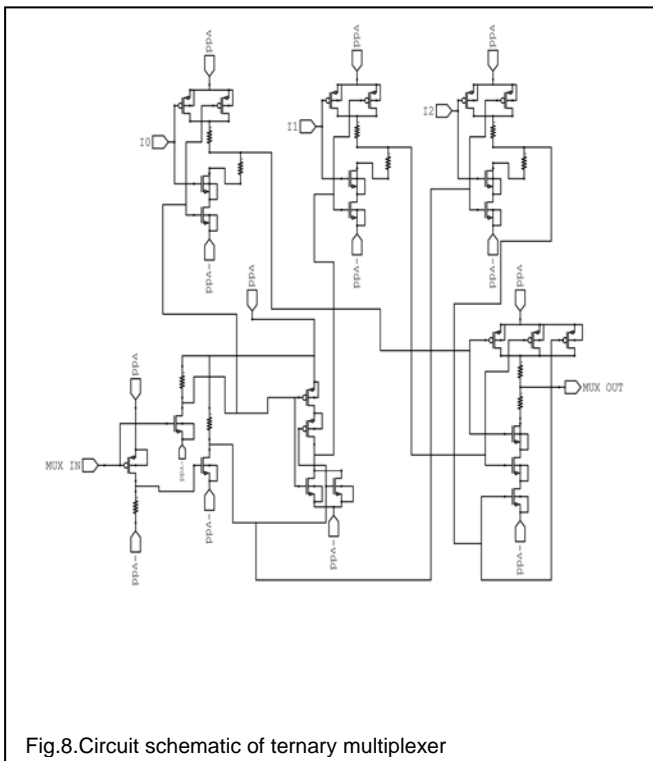 vdd
vdd
vdd
I0
I1
I2
-vdd
-vdd
-vdd
vdd
vdd
vdd
MUX OUT
MUX IN
-vdd
-vdd
-vdd
-vdd
-vdd
Fig.8.Circuit schematic of ternary multiplexer